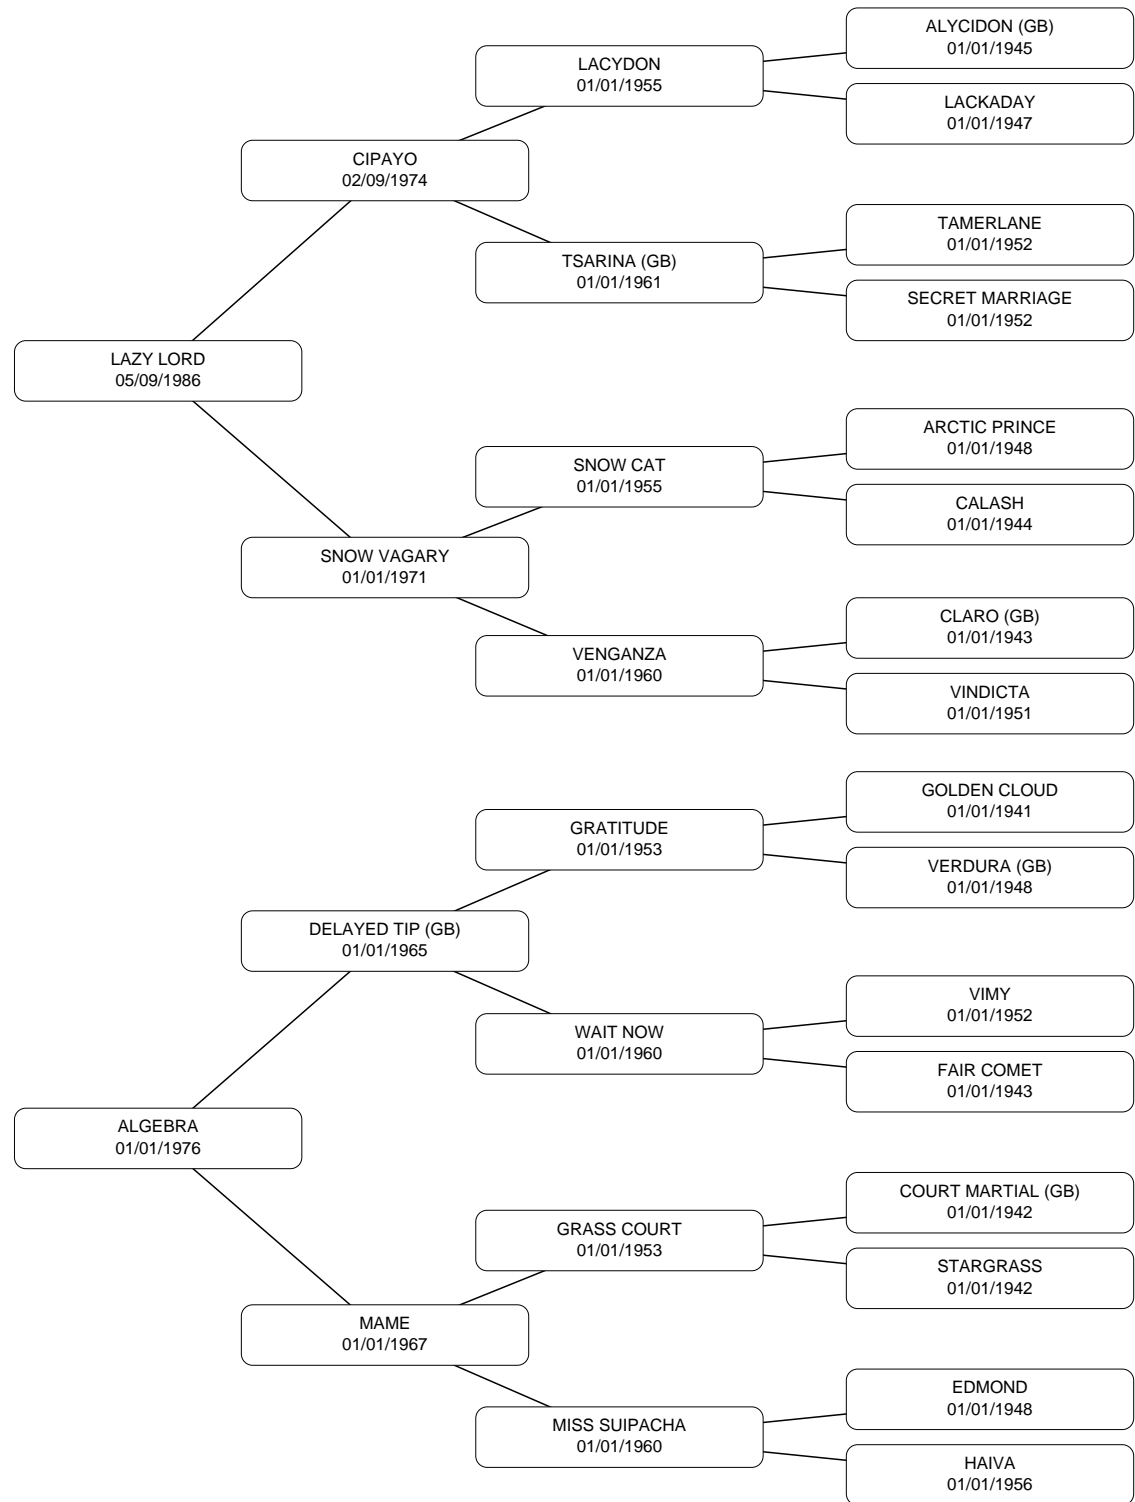 ALYCIDON (GB)
01/01/1945
LACYDON
01/01/1955
LACKADAY
01/01/1947
CIPAYO
02/09/1974
TAMERLANE
01/01/1952
TSARINA (GB)
01/01/1961
SECRET MARRIAGE
01/01/1952
LAZY LORD
05/09/1986
ARCTIC PRINCE
01/01/1948
SNOW CAT
01/01/1955
CALASH
01/01/1944
SNOW VAGARY
01/01/1971
CLARO (GB)
01/01/1943
VENGANZA
01/01/1960
VINDICTA
01/01/1951
GOLDEN CLOUD
01/01/1941
GRATITUDE
01/01/1953
VERDURA (GB)
01/01/1948
DELAYED TIP (GB)
01/01/1965
VIMY
01/01/1952
WAIT NOW
01/01/1960
FAIR COMET
01/01/1943
ALGEBRA
01/01/1976
COURT MARTIAL (GB)
01/01/1942
GRASS COURT
01/01/1953
STARGRASS
01/01/1942
MAME
01/01/1967
EDMOND
01/01/1948
MISS SUIPACHA
01/01/1960
HAIVA
01/01/1956